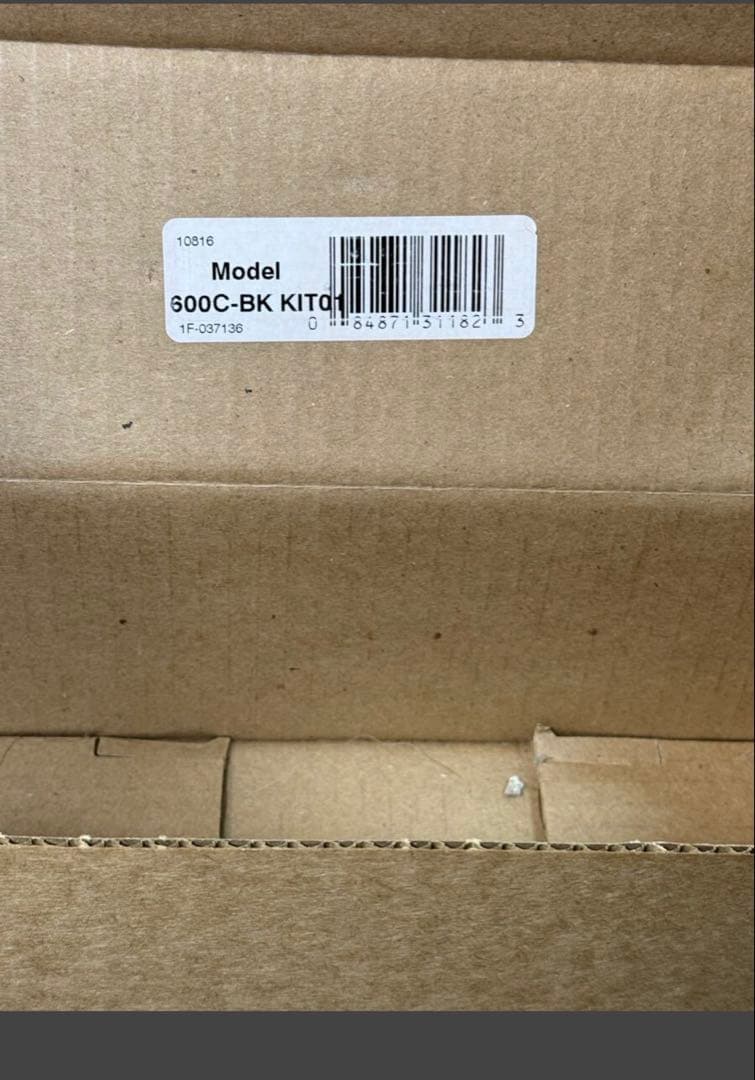 10816
Model
600C-BK KIT01
1F-037136
0 84871 31182 3